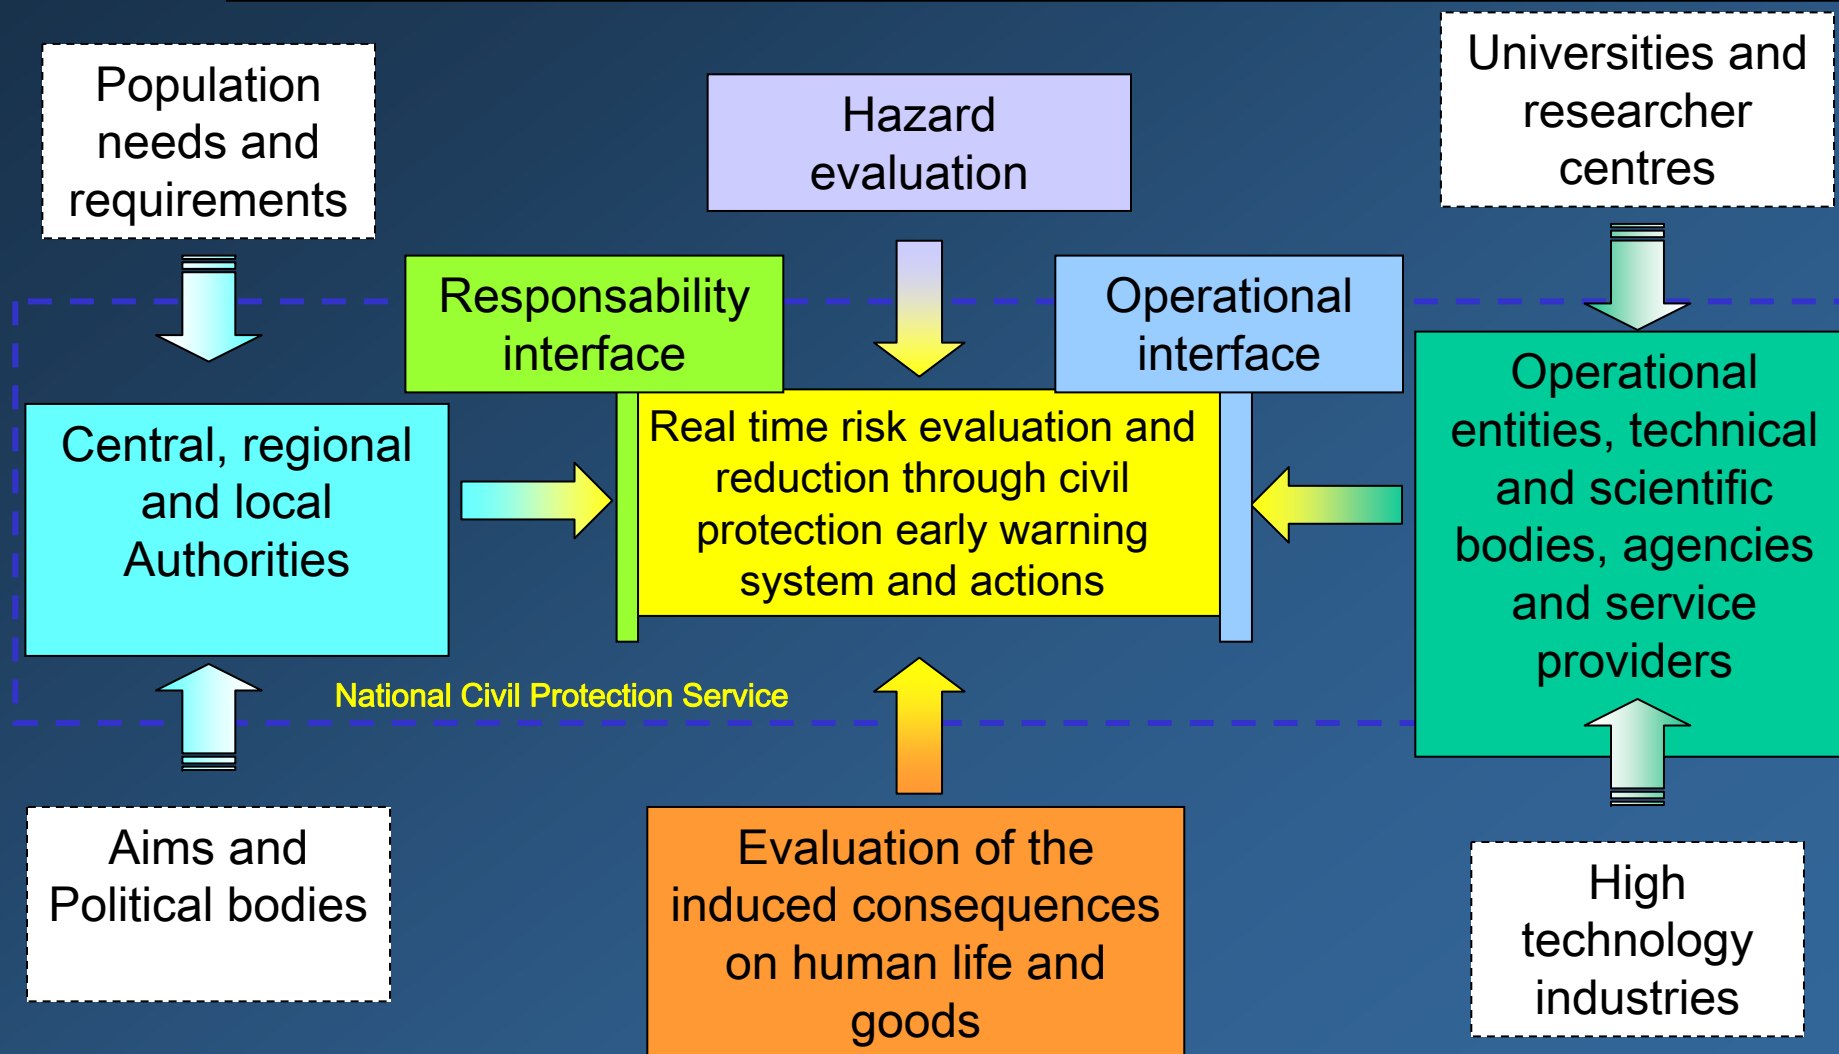 Population
needs and
requirements
Hazard
evaluation
Universities and
researcher
centres
Responsability
interface
Operational
interface
Central, regional
and local
Authorities
Real time risk evaluation and
reduction through civil
protection early warning
system and actions
Operational
entities, technical
and scientific
bodies, agencies
and service
providers
National Civil Protection Service
Aims and
Political bodies
Evaluation of the
induced consequences
on human life and
goods
High
technology
industries